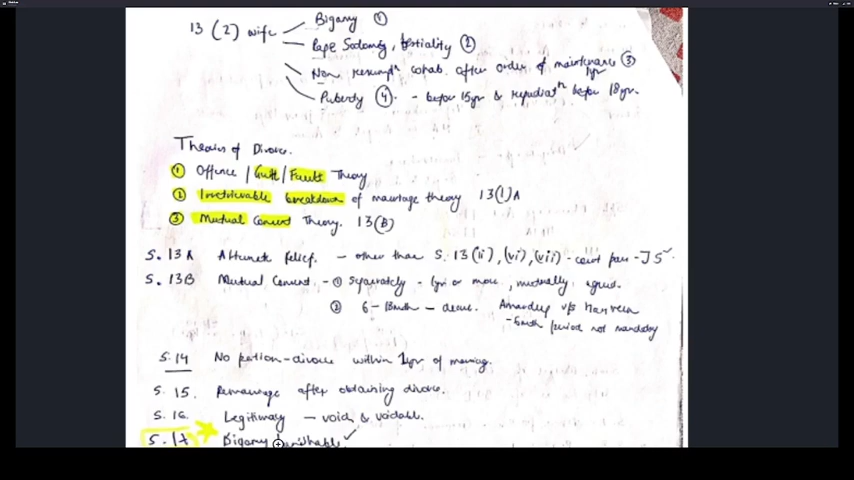 13 (2) wife Bigamy ①
Rape Sodomy, bestiality ②
Non resumpⁿ cohab. after order of maintenance ③
1yr
Puberty ④. - before 15yr & repudiatⁿ before 18yr.
Theories of Divorce.
① Offence / Guilt / Fault Theory
② Irretrievable breakdown of marriage theory 13(1)A
③ Mutual Consent Theory. 13(B)
S. 13A Alternate Relief. - other than S. 13 (ii), (vi), (vii) - court pass - JS
S. 13B Mutual Consent - ① Separately - 1yr or more, mutually agreed.
② 6 - 18mth - decree. Amardeep v/s Harveen
- 6mth period not mandatory
S. 14 No petition - divorce within 1yr of marriage.
S. 15. Remarriage after obtaining divorce.
S. 16. Legitimacy - void & voidable.
S. 17 Bigamy